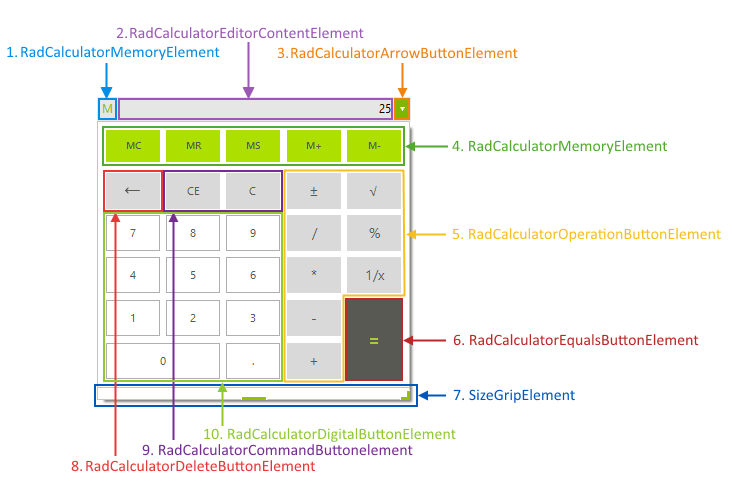 2.RadCalculatorEditorContentElement
1.RadCalculatorMemoryElement
3.RadCalculatorArrowButtonElement
M
25
MC MR MS M+ M-
4. RadCalculatorMemoryElement
← CE C ± √
7 8 9 / %
5. RadCalculatorOperationButtonElement
4 5 6 * 1/x
1 2 3 -
=
6. RadCalculatorEqualsButtonElement
0 . +
7. SizeGripElement
10. RadCalculatorDigitalButtonElement
9. RadCalculatorCommandButtonelement
8.RadCalculatorDeleteButtonElement